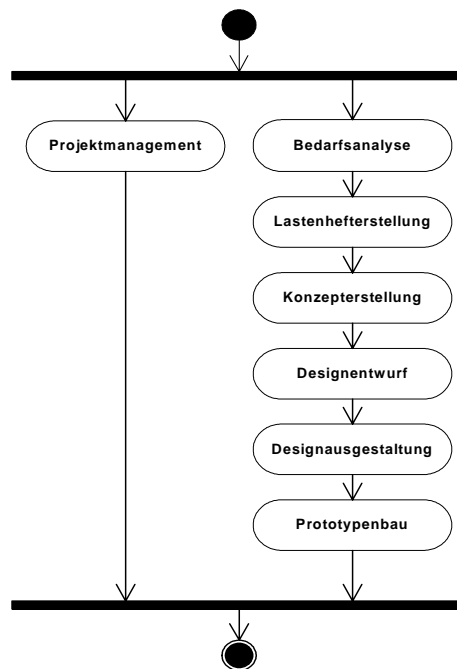 Projektmanagement
Bedarfsanalyse
Lastenhefterstellung
Konzepterstellung
Designentwurf
Designausgestaltung
Prototypenbau